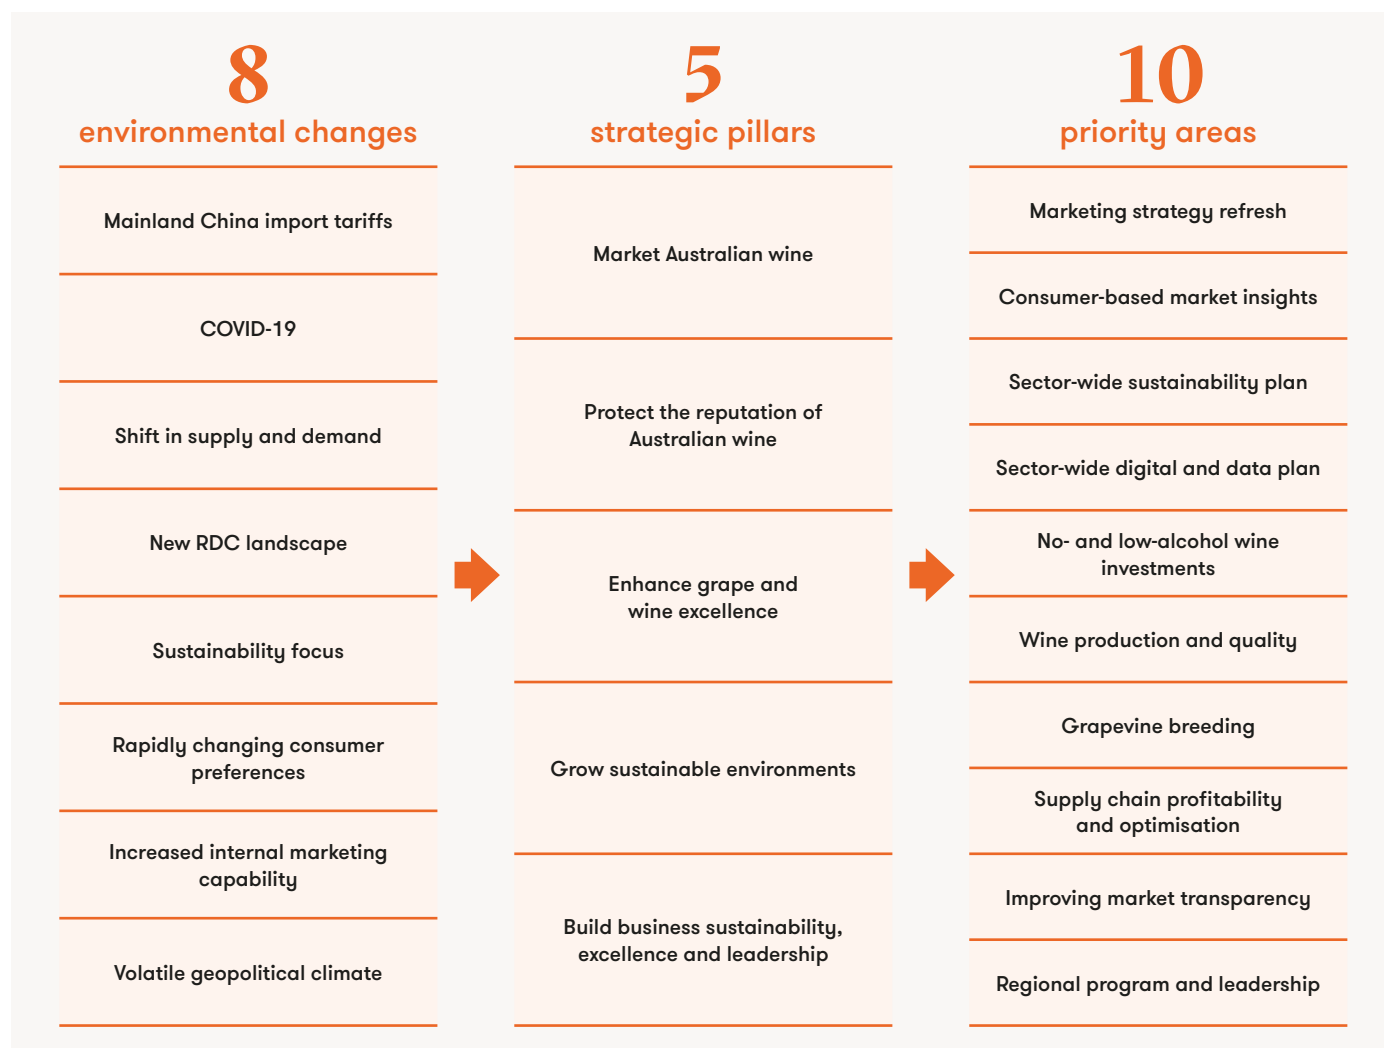 8
environmental changes
Mainland China import tariffs
COVID-19
Shift in supply and demand
New RDC landscape
Sustainability focus
Rapidly changing consumer
preferences
Increased internal marketing
capability
Volatile geopolitical climate
5
strategic pillars
Market Australian wine
Protect the reputation of
Australian wine
Enhance grape and
wine excellence
Grow sustainable environments
Build business sustainability,
excellence and leadership
10
priority areas
Marketing strategy refresh
Consumer-based market insights
Sector-wide sustainability plan
Sector-wide digital and data plan
No- and low-alcohol wine
investments
Wine production and quality
Grapevine breeding
Supply chain profitability
and optimisation
Improving market transparency
Regional program and leadership